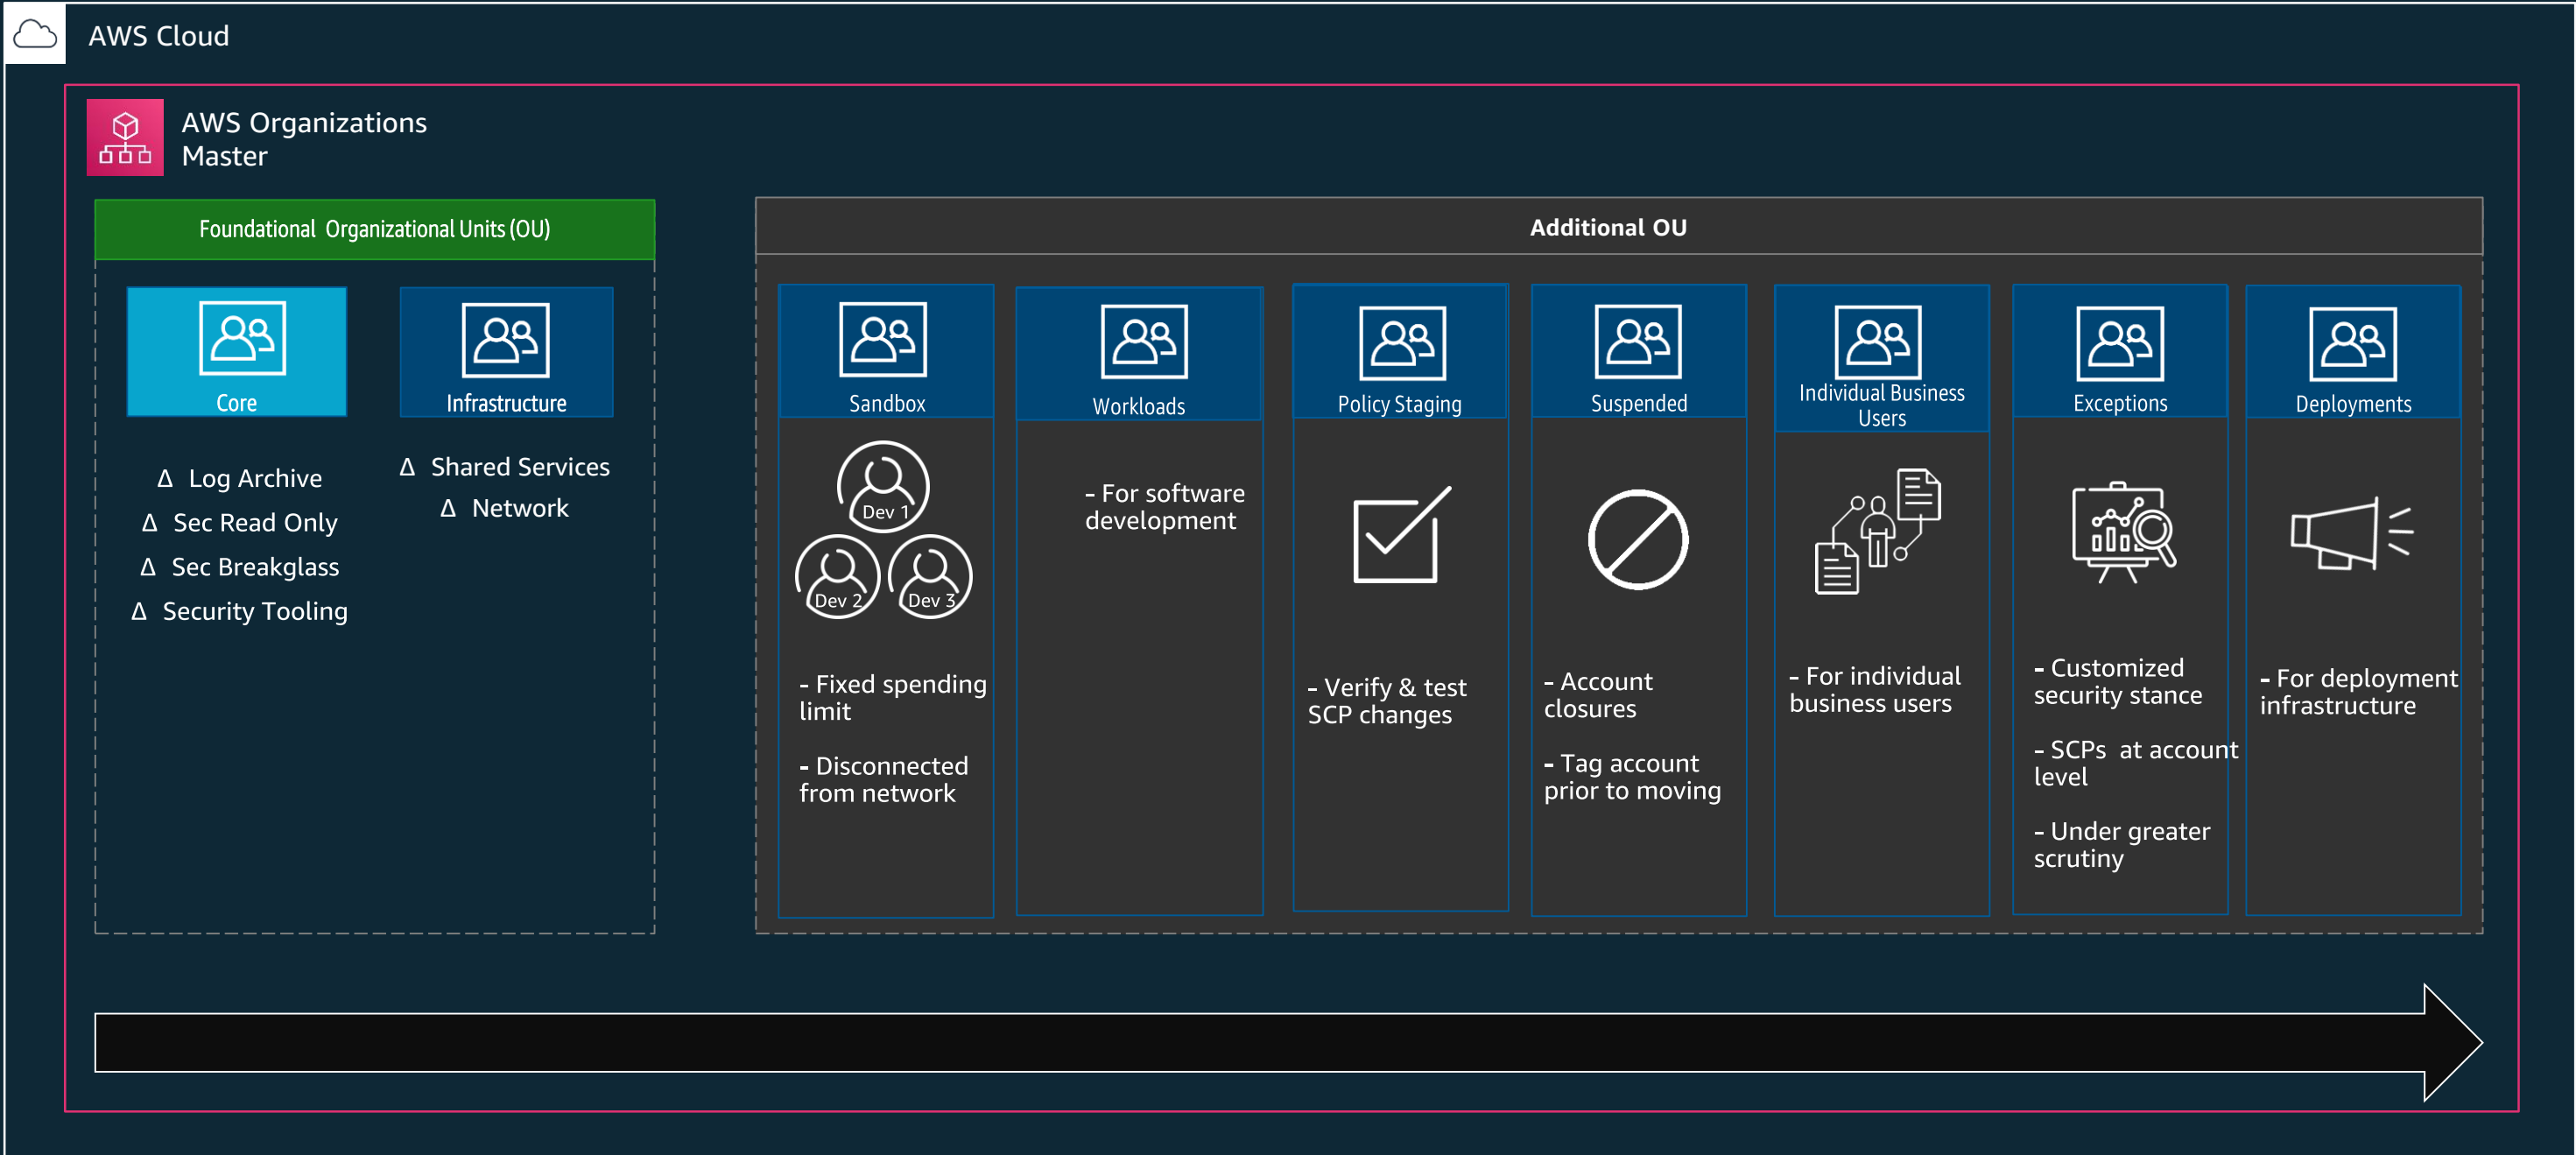 AWS Cloud
AWS Organizations
Master
Foundational Organizational Units (OU)
Core
Δ Log Archive
Δ Sec Read Only
Δ Sec Breakglass
Δ Security Tooling
Infrastructure
Δ Shared Services
Δ Network
Additional OU
Sandbox
Dev 1
Dev 2
Dev 3
- Fixed spending
limit
- Disconnected
from network
Workloads
- For software
development
Policy Staging
- Verify & test
SCP changes
Suspended
- Account
closures
- Tag account
prior to moving
Individual Business
Users
- For individual
business users
Exceptions
- Customized
security stance
- SCPs at account
level
- Under greater
scrutiny
Deployments
- For deployment
infrastructure